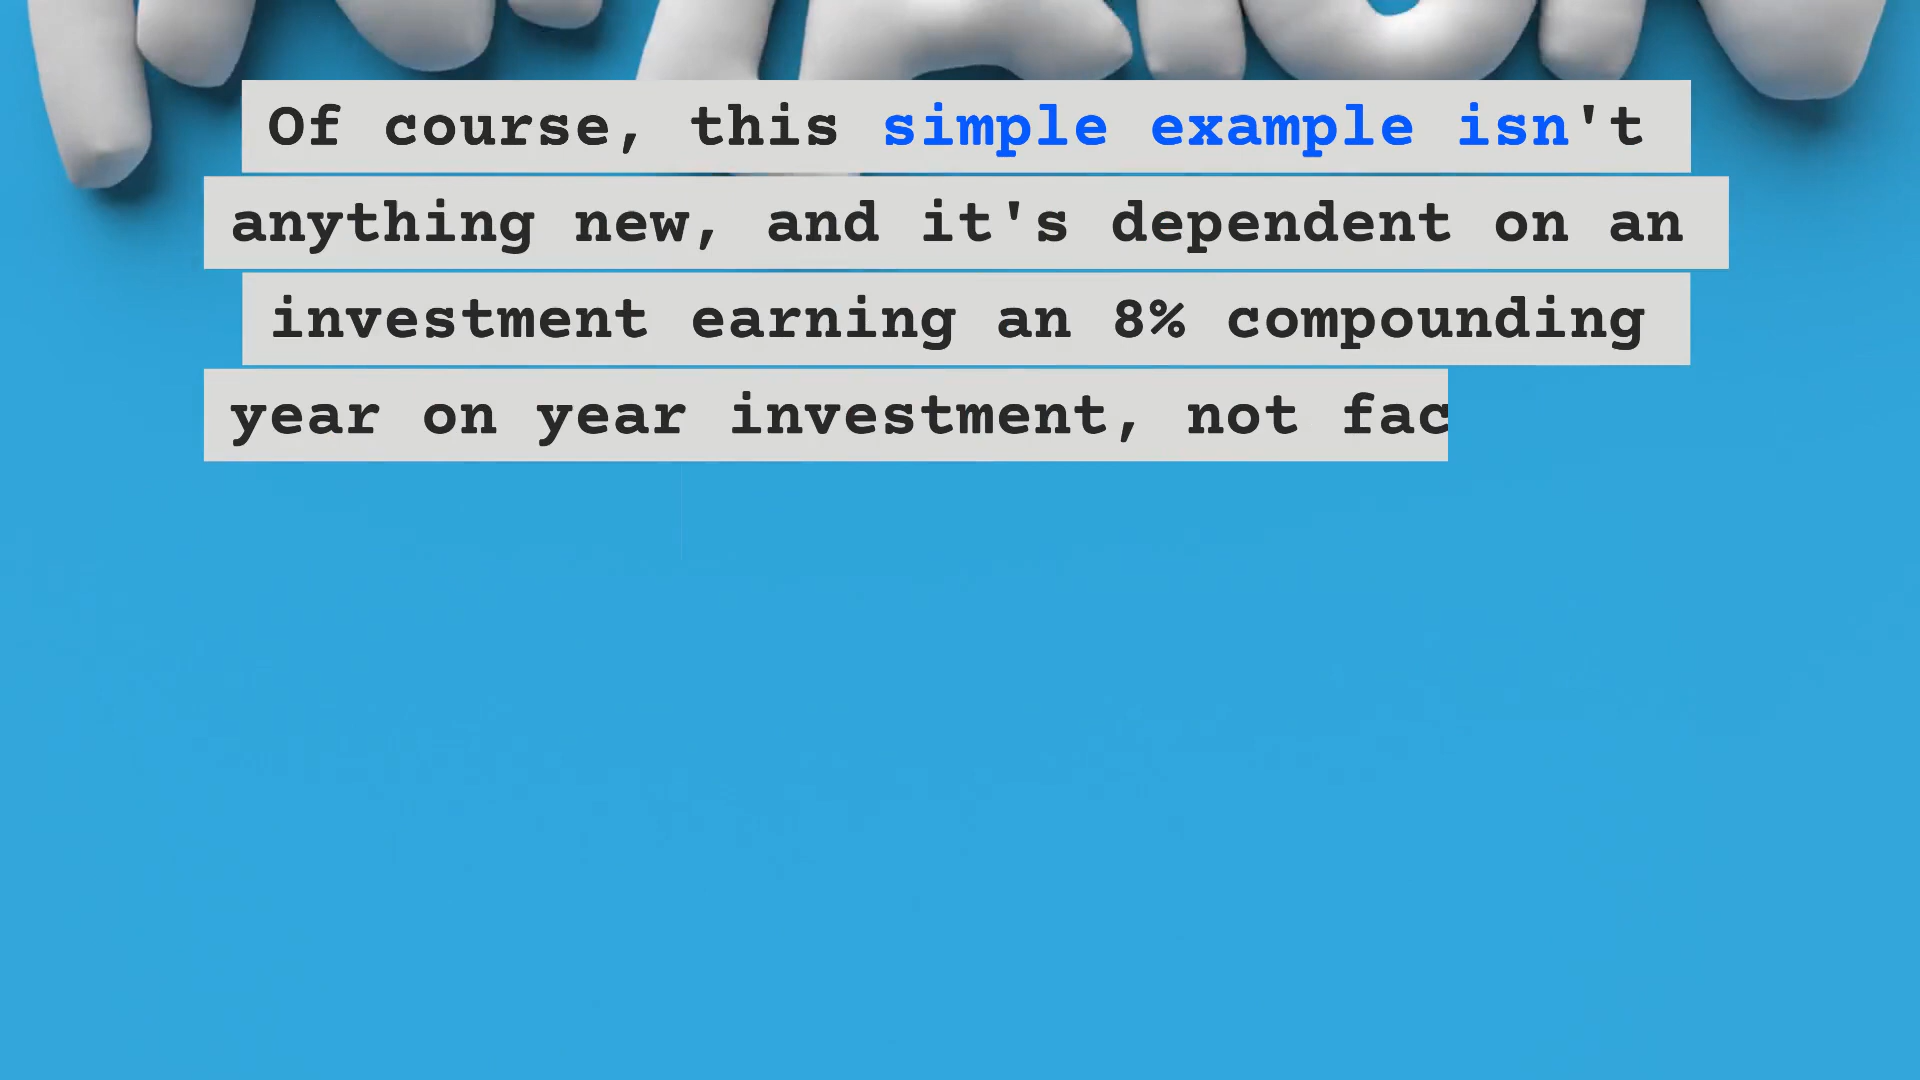 Of course, this simple example isn't
anything new, and it's dependent on an
investment earning an 8% compounding
year on year investment, not fac